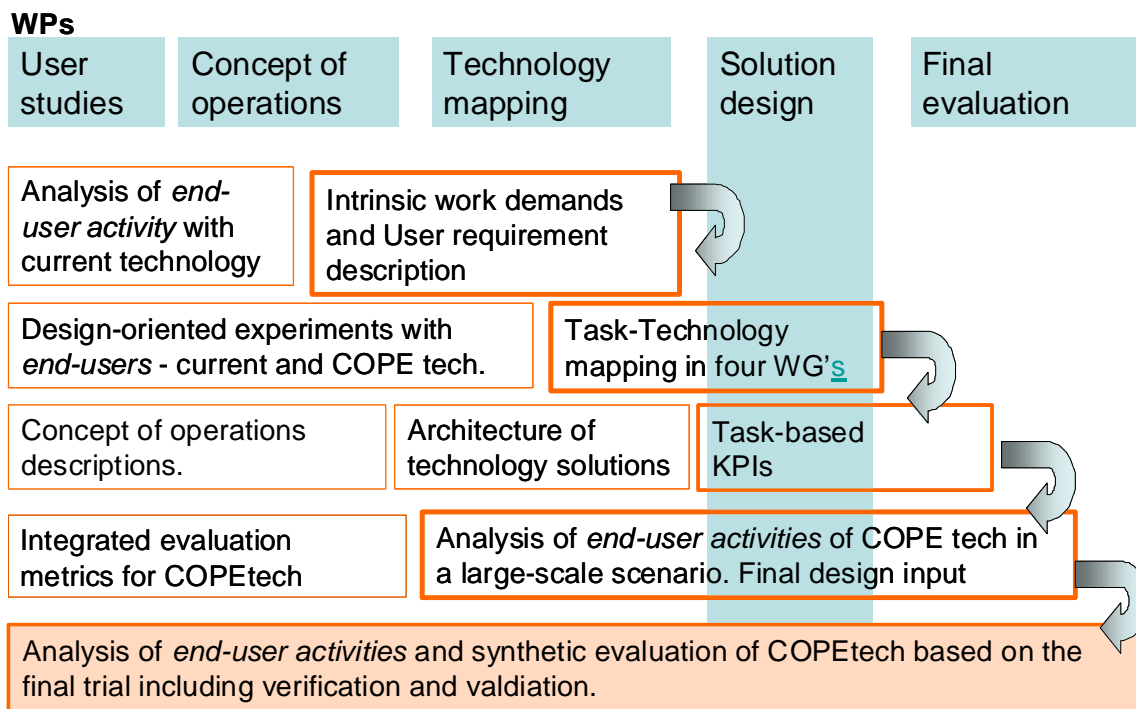 WPs
User
studies
Concept of
operations
Technology
mapping
Solution
design
Final
evaluation
Analysis of end-
user activity with
current technology
Intrinsic work demands
and User requirement
description
Design-oriented experiments with
end-users - current and COPE tech.
Task-Technology
mapping in four WG's
Concept of operations
descriptions.
Architecture of
technology solutions
Task-based
KPIs
Integrated evaluation
metrics for COPEtech
Analysis of end-user activities of COPE tech in
a large-scale scenario. Final design input
Analysis of end-user activities and synthetic evaluation of COPEtech based on the
final trial including verification and valdiation.